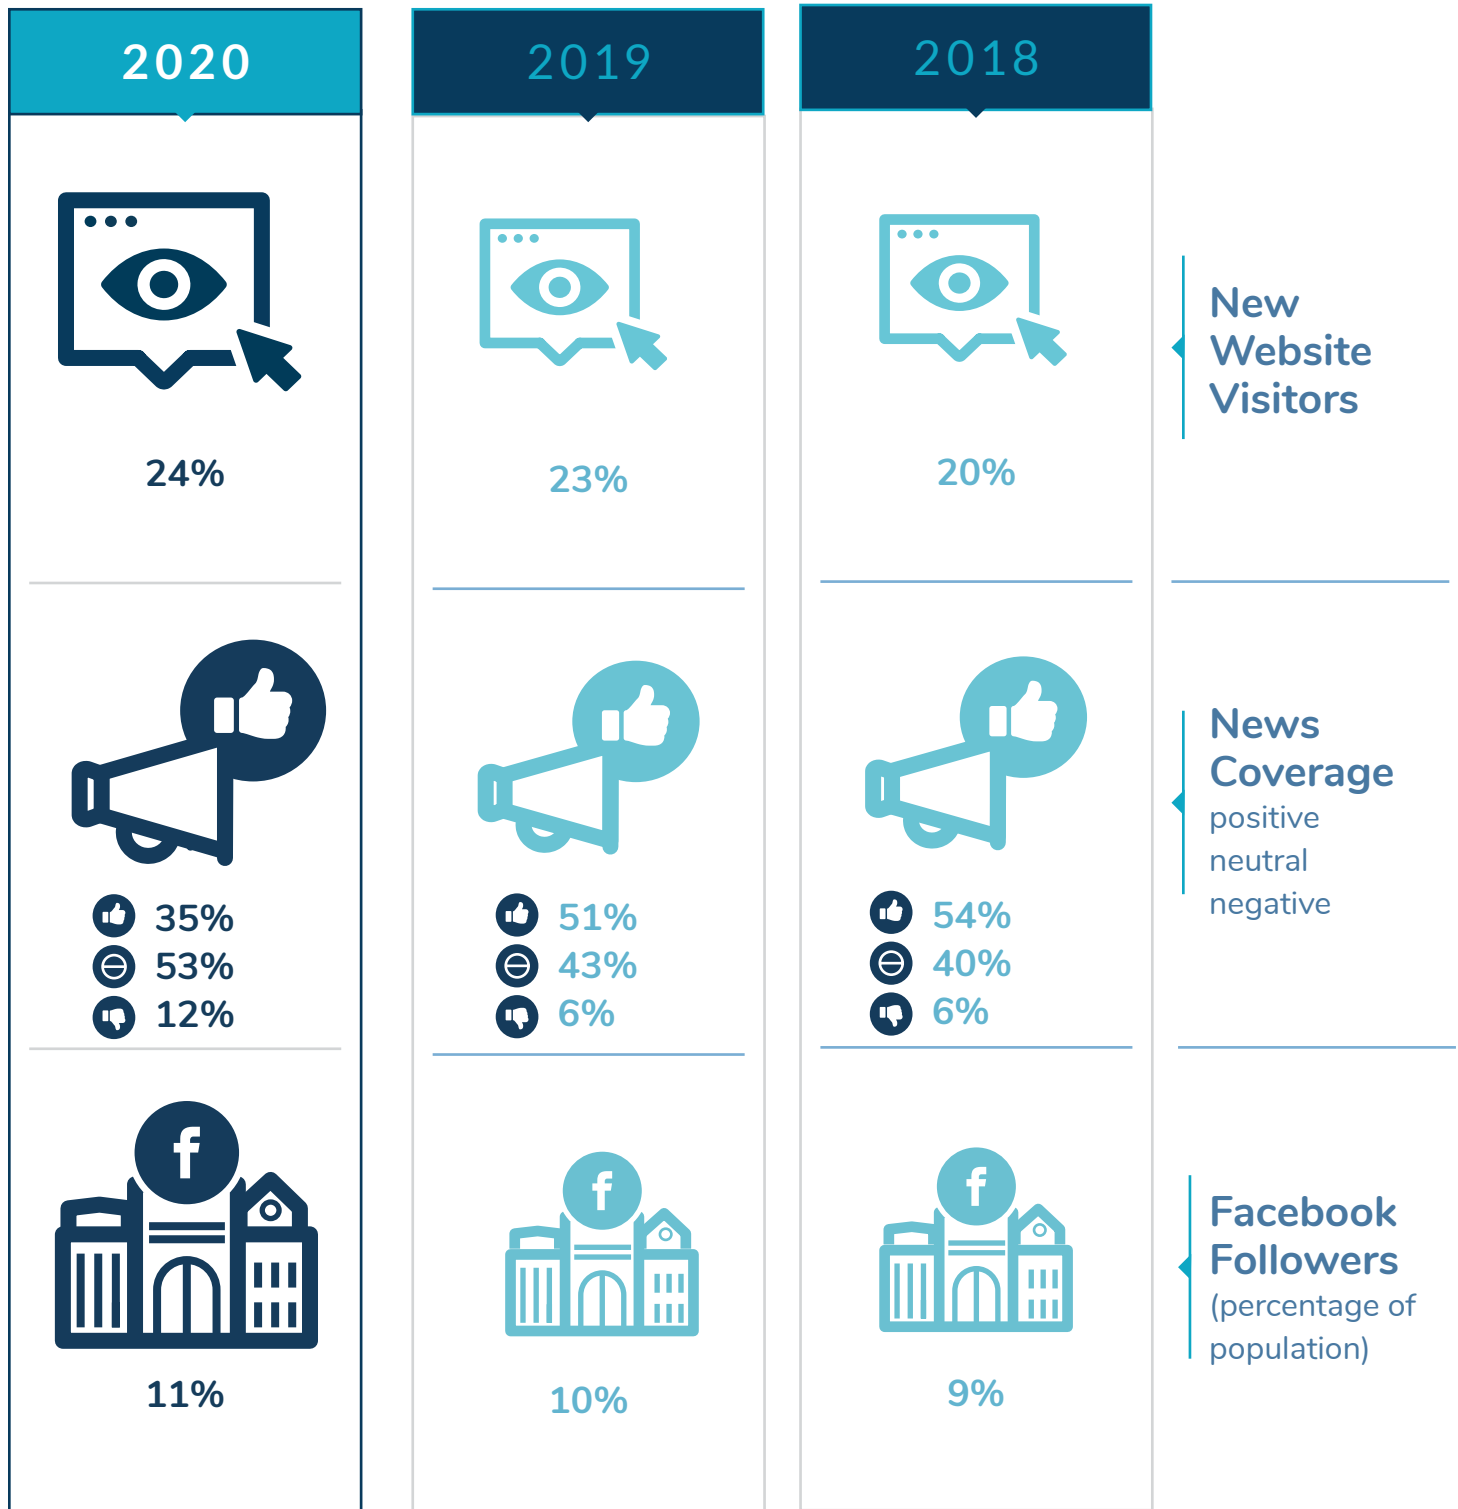 2020
2019
2018
24%
23%
20%
New
Website
Visitors
35%
53%
12%
51%
43%
6%
54%
40%
6%
News
Coverage
positive
neutral
negative
f
f
f
11%
10%
9%
Facebook
Followers
(percentage of
population)